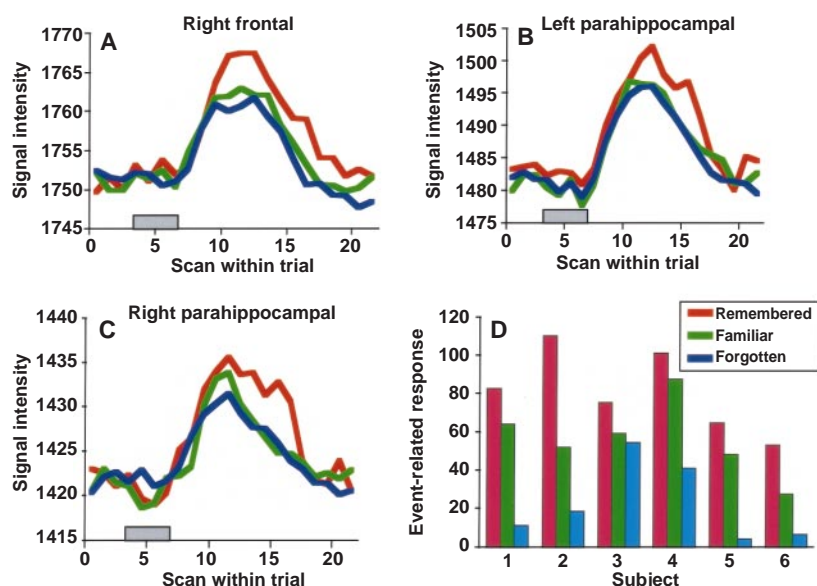 A
Right frontal
Signal intensity
1770
1765
1760
1755
1750
1745
0 5 10 15 20
Scan within trial
B
Left parahippocampal
Signal intensity
1505
1500
1495
1490
1485
1480
1475
0 5 10 15 20
Scan within trial
C
Right parahippocampal
Signal intensity
1440
1435
1430
1425
1420
1415
0 5 10 15 20
Scan within trial
D
Remembered
Familiar
Forgotten
Event-related response
120
100
80
60
40
20
0
1 2 3 4 5 6
Subject